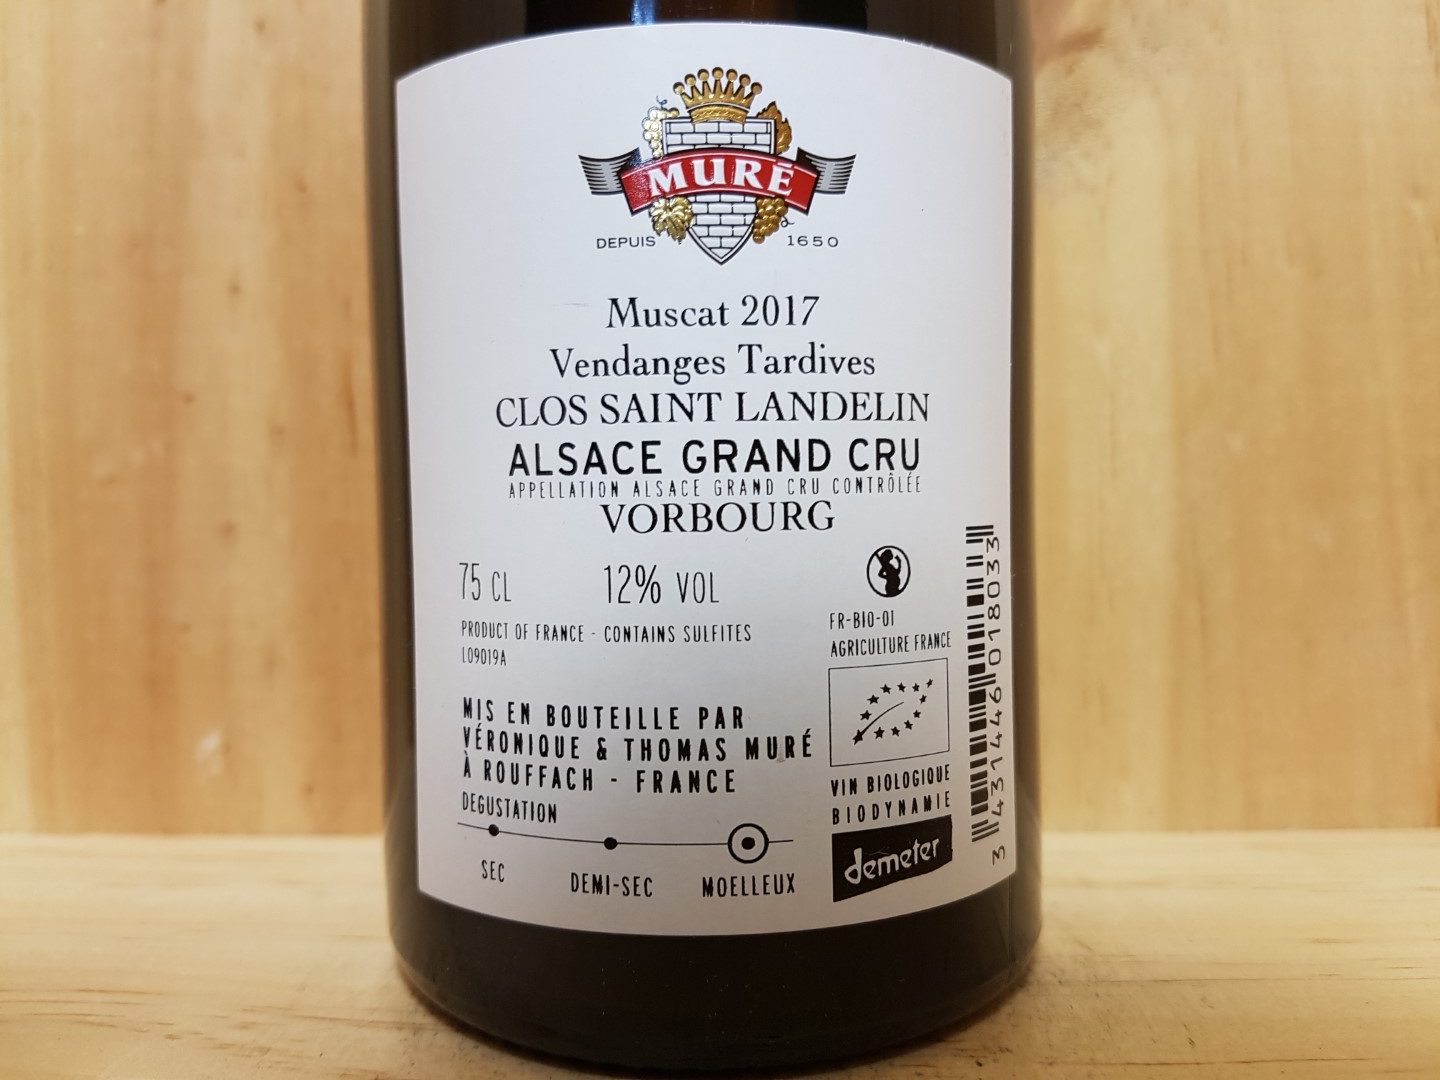 MURÉ
DEPUIS 1650
Muscat 2017
Vendanges Tardives
CLOS SAINT LANDELIN
ALSACE GRAND CRU
APPELLATION ALSACE GRAND CRU CONTRÔLÉE
VORBOURG
75 CL 12% VOL
PRODUCT OF FRANCE - CONTAINS SULFITES
L09019A
MIS EN BOUTEILLE PAR
VÉRONIQUE & THOMAS MURÉ
À ROUFFACH - FRANCE
DEGUSTATION
SEC DEMI-SEC MOELLEUX
FR-BIO-01
AGRICULTURE FRANCE
VIN BIOLOGIQUE
BIODYNAMIE
demeter
3 431446 018033